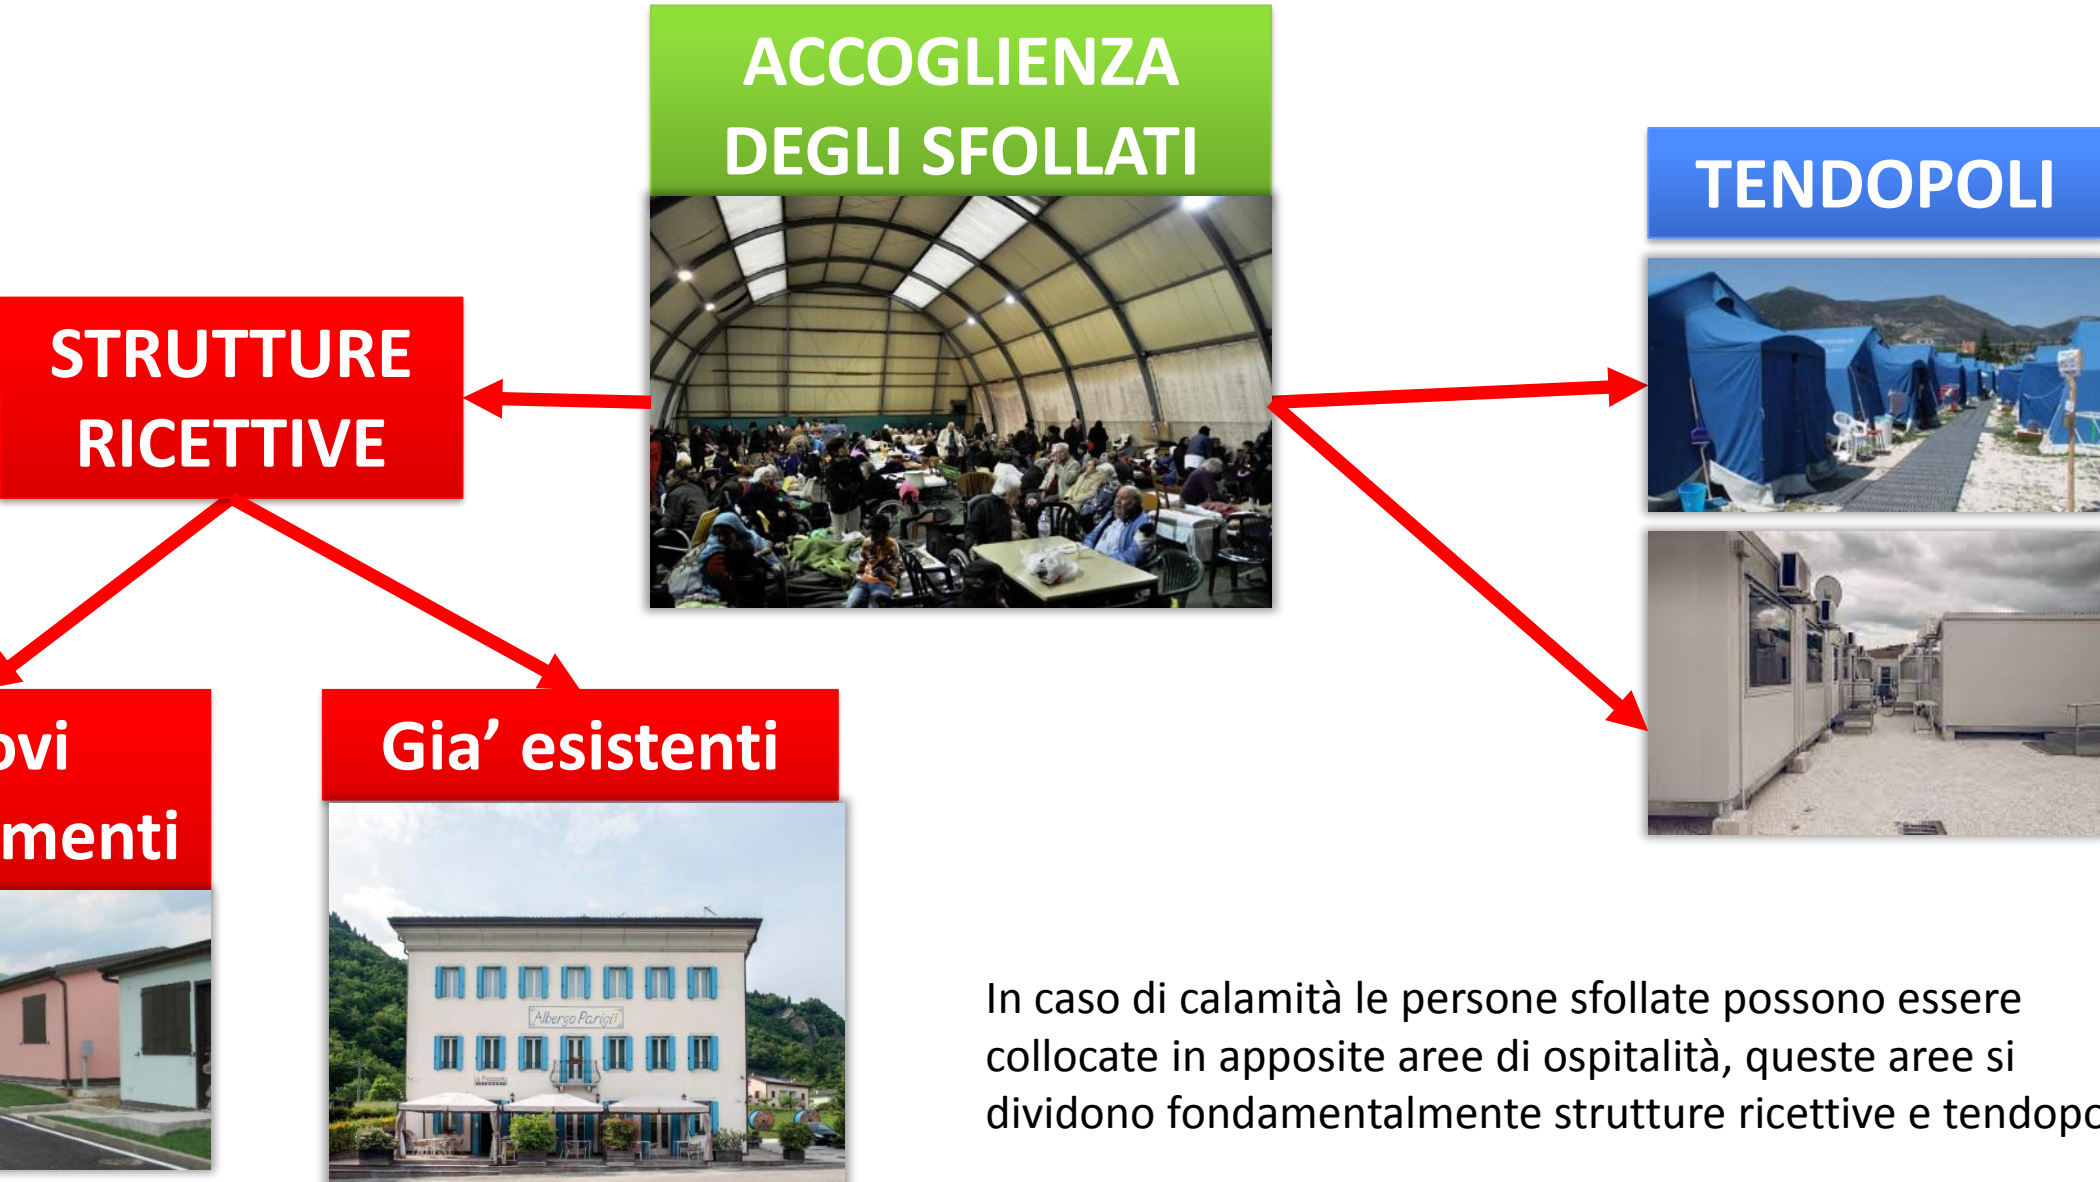 ACCOGLIENZA
DEGLI SFOLLATI
TENDOPOLI
STRUTTURE
RICETTIVE
ovi
menti
Gia’ esistenti
Albergo Parigi
In caso di calamità le persone sfollate possono essere
collocate in apposite aree di ospitalità, queste aree si
dividono fondamentalmente strutture ricettive e tendopo